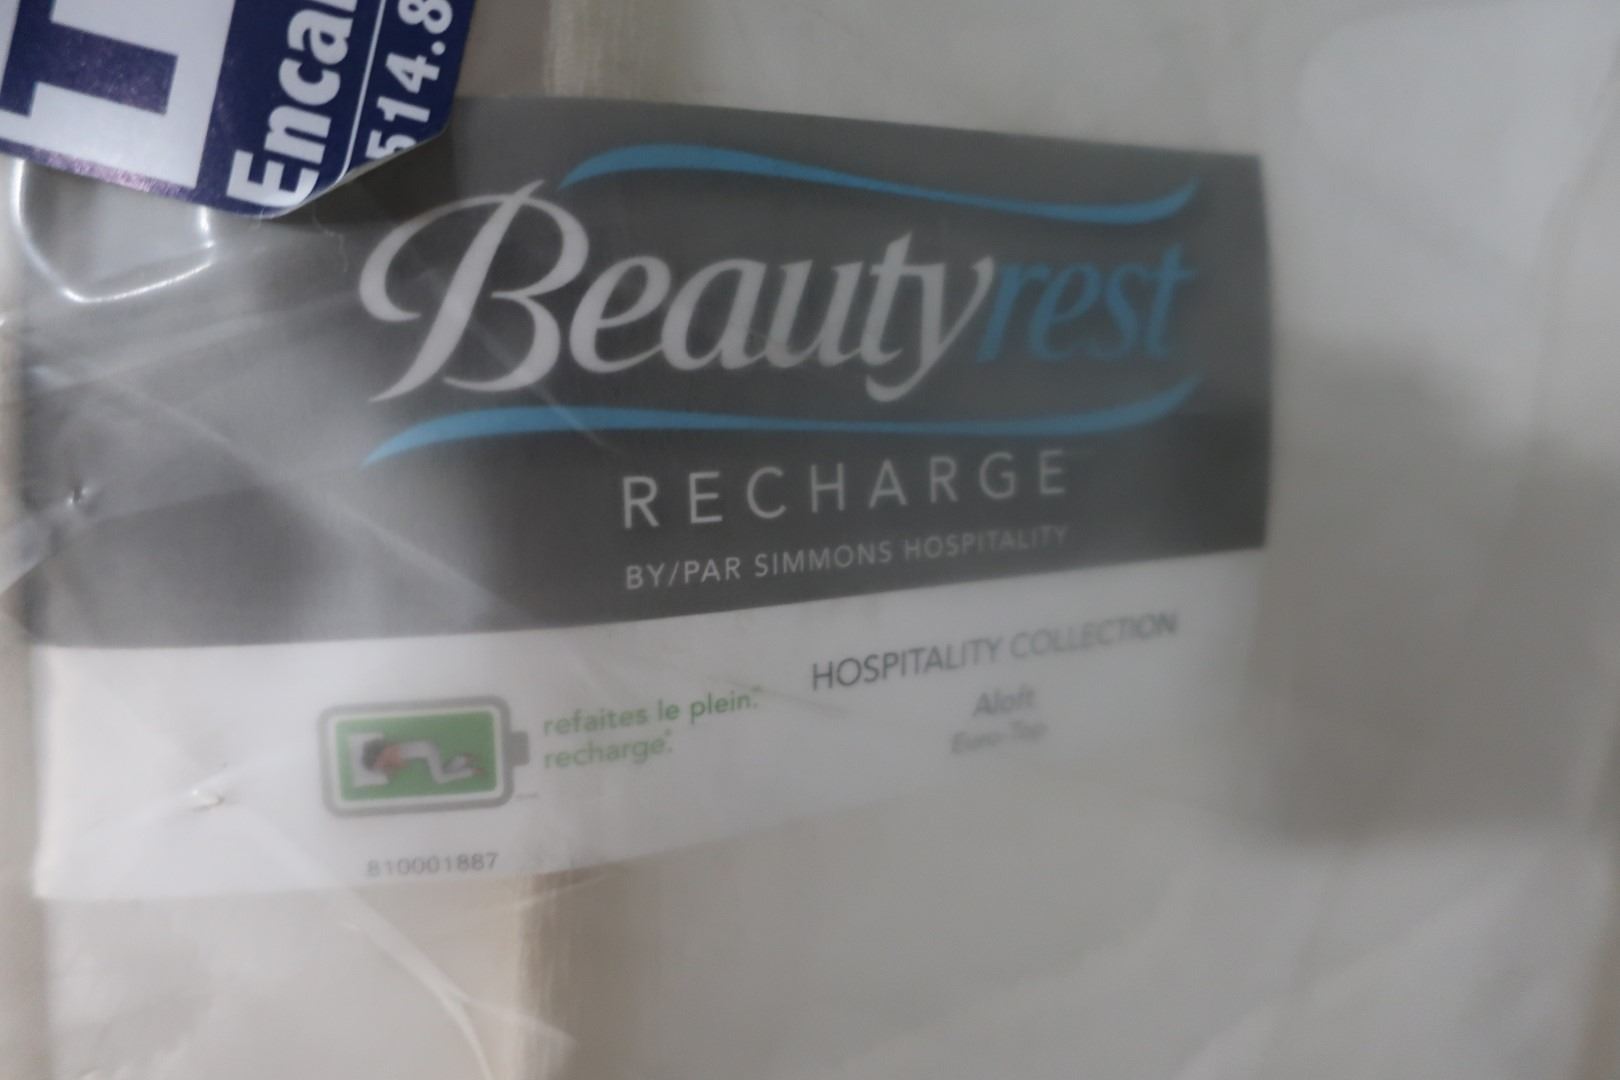 Encan
514.8
Beautyrest
RECHARGE
BY/PAR SIMMONS HOSPITALITY
HOSPITALITY COLLECTION
Aloft
Euro-Top
refaites le plein.™
recharge.®
810001887